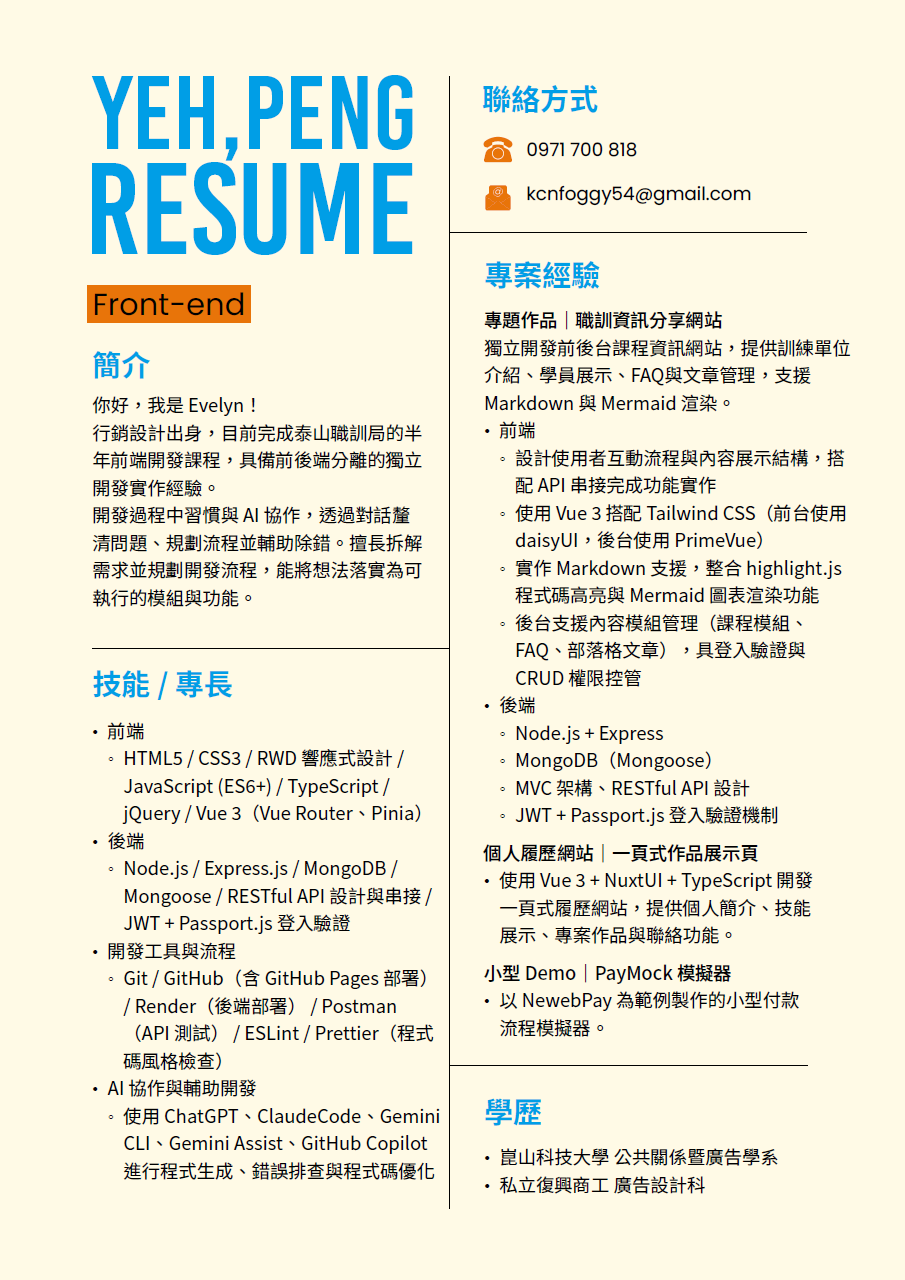 YEH,PENG
RESUME
Front-end
簡介
你好，我是 Evelyn！
行銷設計出身，目前完成泰山職訓局的半
年前端開發課程，具備前後端分離的獨立
開發實作經驗。
開發過程中習慣與 AI 協作，透過對話釐
清問題、規劃流程並輔助除錯。擅長拆解
需求並規劃開發流程，能將想法落實為可
執行的模組與功能。
技能 / 專長
• 前端
◦ HTML5 / CSS3 / RWD 響應式設計 /
JavaScript (ES6+) / TypeScript /
jQuery / Vue 3（Vue Router、Pinia）
• 後端
◦ Node.js / Express.js / MongoDB /
Mongoose / RESTful API 設計與串接 /
JWT + Passport.js 登入驗證
• 開發工具與流程
◦ Git / GitHub（含 GitHub Pages 部署）
/ Render（後端部署） / Postman
（API 測試） / ESLint / Prettier（程式
碼風格檢查）
• AI 協作與輔助開發
◦ 使用 ChatGPT、ClaudeCode、Gemini
CLI、Gemini Assist、GitHub Copilot
進行程式生成、錯誤排查與程式碼優化
聯絡方式
0971 700 818
kcnfoggy54@gmail.com
專案經驗
專題作品｜職訓資訊分享網站
獨立開發前後台課程資訊網站，提供訓練單位
介紹、學員展示、FAQ與文章管理，支援
Markdown 與 Mermaid 渲染。
• 前端
◦ 設計使用者互動流程與內容展示結構，搭
配 API 串接完成功能實作
◦ 使用 Vue 3 搭配 Tailwind CSS（前台使用
daisyUI，後台使用 PrimeVue）
◦ 實作 Markdown 支援，整合 highlight.js
程式碼高亮與 Mermaid 圖表渲染功能
◦ 後台支援內容模組管理（課程模組、
FAQ、部落格文章），具登入驗證與
CRUD 權限控管
• 後端
◦ Node.js + Express
◦ MongoDB（Mongoose）
◦ MVC 架構、RESTful API 設計
◦ JWT + Passport.js 登入驗證機制
個人履歷網站｜一頁式作品展示頁
• 使用 Vue 3 + NuxtUI + TypeScript 開發
一頁式履歷網站，提供個人簡介、技能
展示、專案作品與聯絡功能。
小型 Demo｜PayMock 模擬器
• 以 NewebPay 為範例製作的小型付款
流程模擬器。
學歷
• 崑山科技大學 公共關係暨廣告學系
• 私立復興商工 廣告設計科